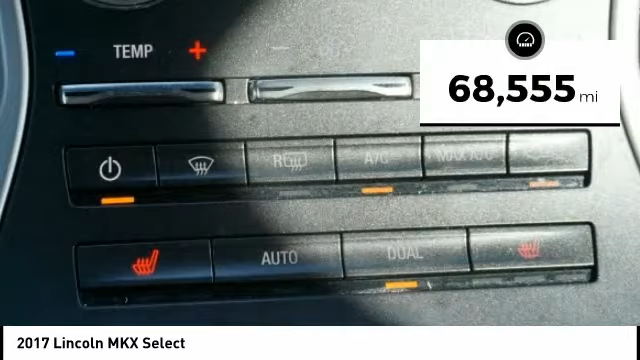 TEMP
68,555 mi
R
A/C
MAX A/C
AUTO
DUAL
2017 Lincoln MKX Select